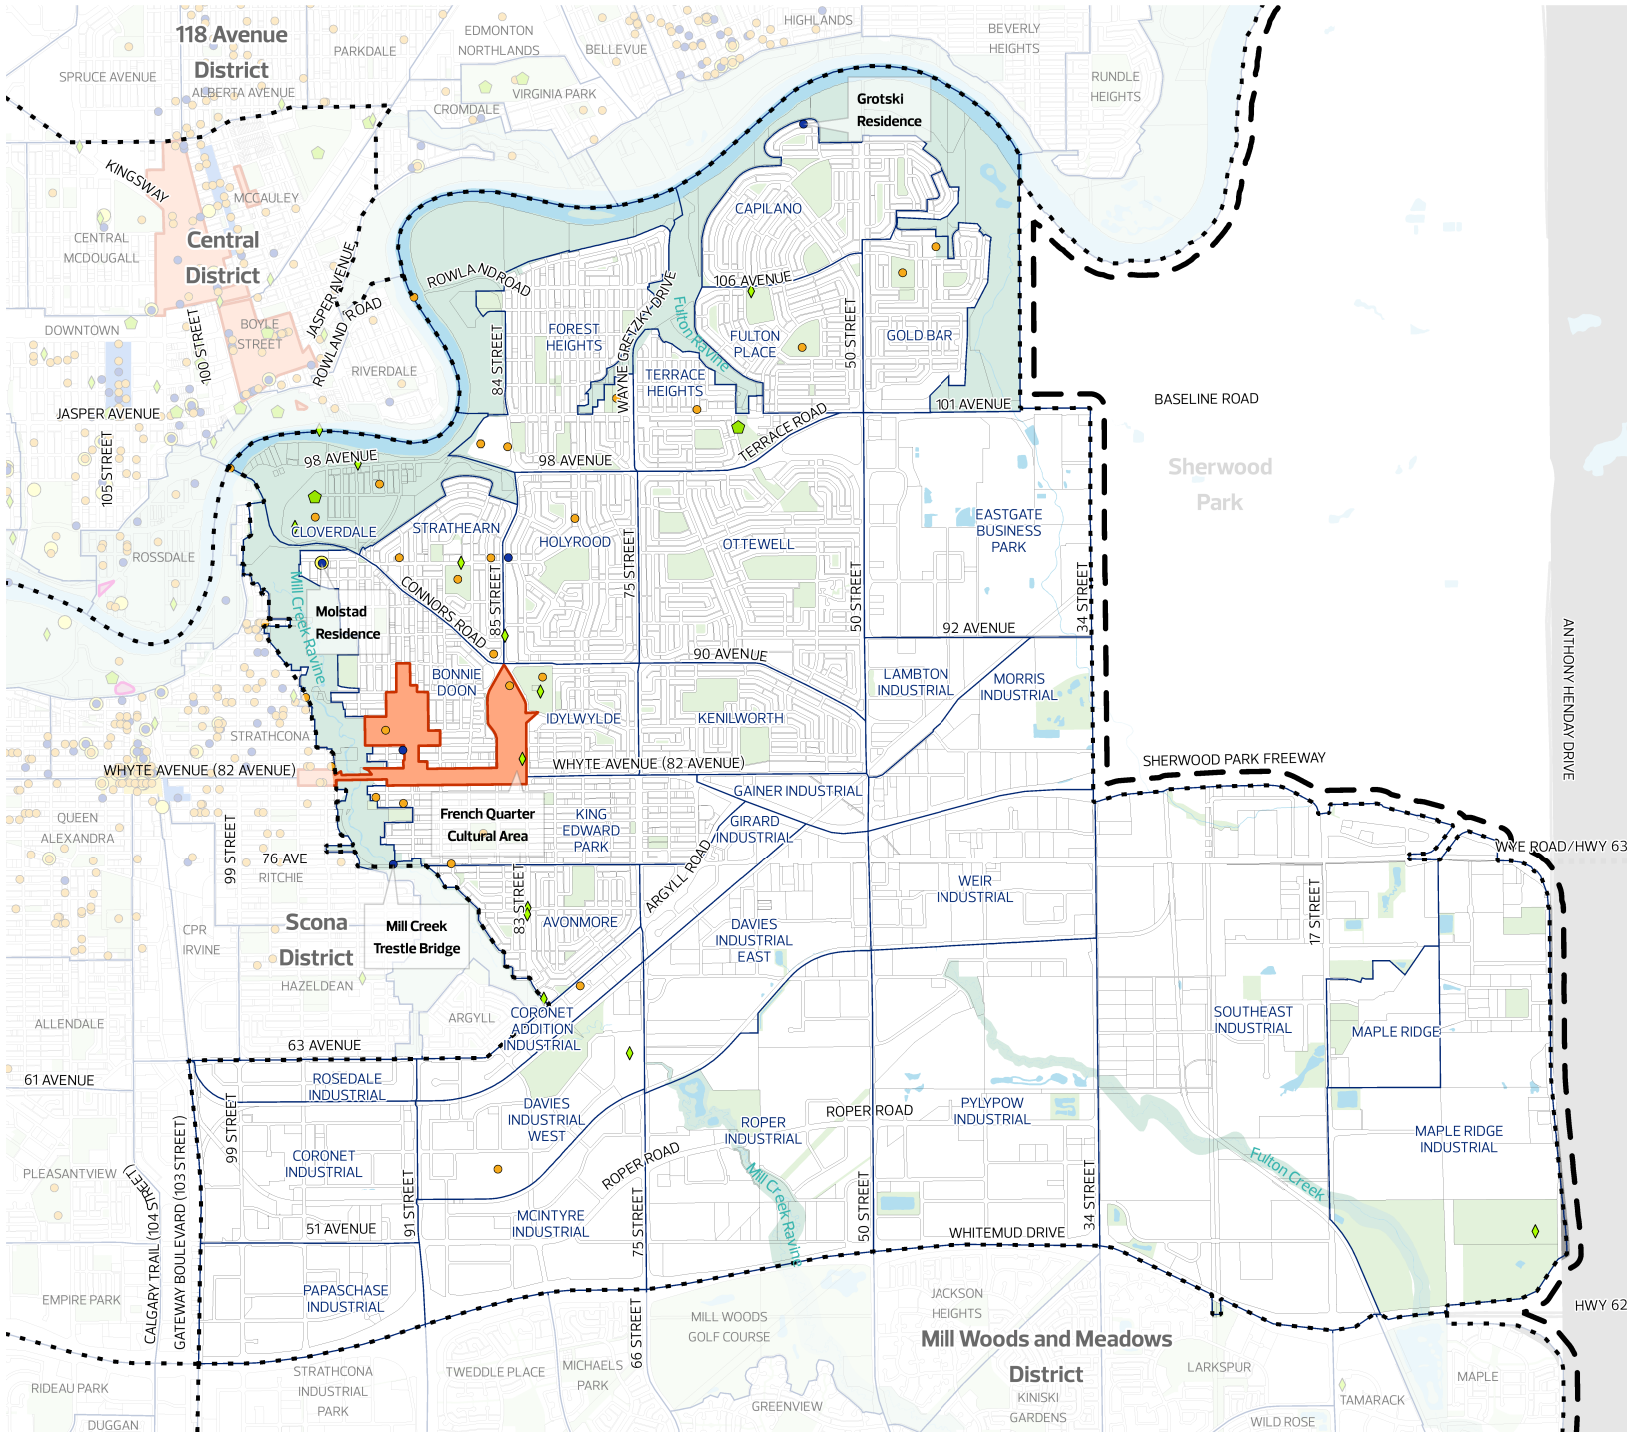 118 Avenue
District
SPRUCE AVENUE
ALBERTA AVENUE
PARKDALE
EDMONTON
NORTHLANDS
BELLEVUE
HIGHLANDS
BEVERLY
HEIGHTS
RUNDLE
HEIGHTS
CROMDALE
VIRGINIA PARK
Grotski
Residence
KINGSWAY
MCCAULEY
CENTRAL
MCDOUGALL
Central
District
CAPILANO
JASPER AVENUE
ROWLAND ROAD
ROWLAND ROAD
106 AVENUE
WAYNE GRETZKY DRIVE
Fulton Ravine
DOWNTOWN
100 STREET
BOYLE
STREET
RIVERDALE
84 STREET
FOREST
HEIGHTS
FULTON
PLACE
50 STREET
GOLD BAR
TERRACE
HEIGHTS
JASPER AVENUE
105 STREET
101 AVENUE
BASELINE ROAD
TERRACE ROAD
98 AVENUE
98 AVENUE
Sherwood
Park
CLOVERDALE
STRATHEARN
HOLYROOD
OTTEWELL
EASTGATE
BUSINESS
PARK
ROSSDALE
Mill Creek Ravine
CONNORS ROAD
85 STREET
75 STREET
50 STREET
34 STREET
Molstad
Residence
92 AVENUE
90 AVENUE
ANTHONY HENDAY DRIVE
BONNIE
DOON
LAMBTON
INDUSTRIAL
MORRIS
INDUSTRIAL
IDYLWYLDE
KENILWORTH
STRATHCONA
WHYTE AVENUE (82 AVENUE)
WHYTE AVENUE (82 AVENUE)
SHERWOOD PARK FREEWAY
GAINER INDUSTRIAL
French Quarter
Cultural Area
KING
EDWARD
PARK
GIRARD
INDUSTRIAL
QUEEN
ALEXANDRA
99 STREET
76 AVE
RITCHIE
WYE ROAD/HWY 63
ARGYLL ROAD
83 STREET
WEIR
INDUSTRIAL
17 STREET
Scona
District
CPR
IRVINE
Mill Creek
Trestle Bridge
AVONMORE
DAVIES
INDUSTRIAL
EAST
HAZELDEAN
ALLENDALE
ARGYLL
CORONET
ADDITION
INDUSTRIAL
SOUTHEAST
INDUSTRIAL
MAPLE RIDGE
63 AVENUE
61 AVENUE
ROSEDALE
INDUSTRIAL
DAVIES
INDUSTRIAL
WEST
ROPER ROAD
ROPER
INDUSTRIAL
PYLYPOW
INDUSTRIAL
MAPLE RIDGE
INDUSTRIAL
99 STREET
PLEASANTVIEW
CALGARY TRAIL (104 STREET)
GATEWAY BOULEVARD (103 STREET)
CORONET
INDUSTRIAL
91 STREET
ROPER ROAD
Mill Creek Ravine
Fulton Creek
75 STREET
50 STREET
34 STREET
51 AVENUE
MCINTYRE
INDUSTRIAL
WHITEMUD DRIVE
EMPIRE PARK
PAPASCHASE
INDUSTRIAL
66 STREET
MILL WOODS
GOLF COURSE
JACKSON
HEIGHTS
HWY 62
Mill Woods and Meadows
District
STRATHCONA
INDUSTRIAL
PARK
TWEDDLE PLACE
MICHAELS
PARK
LARKSPUR
MAPLE
RIDEAU PARK
DUGGAN
GREENVIEW
KINISKI
GARDENS
TAMARACK
WILD ROSE